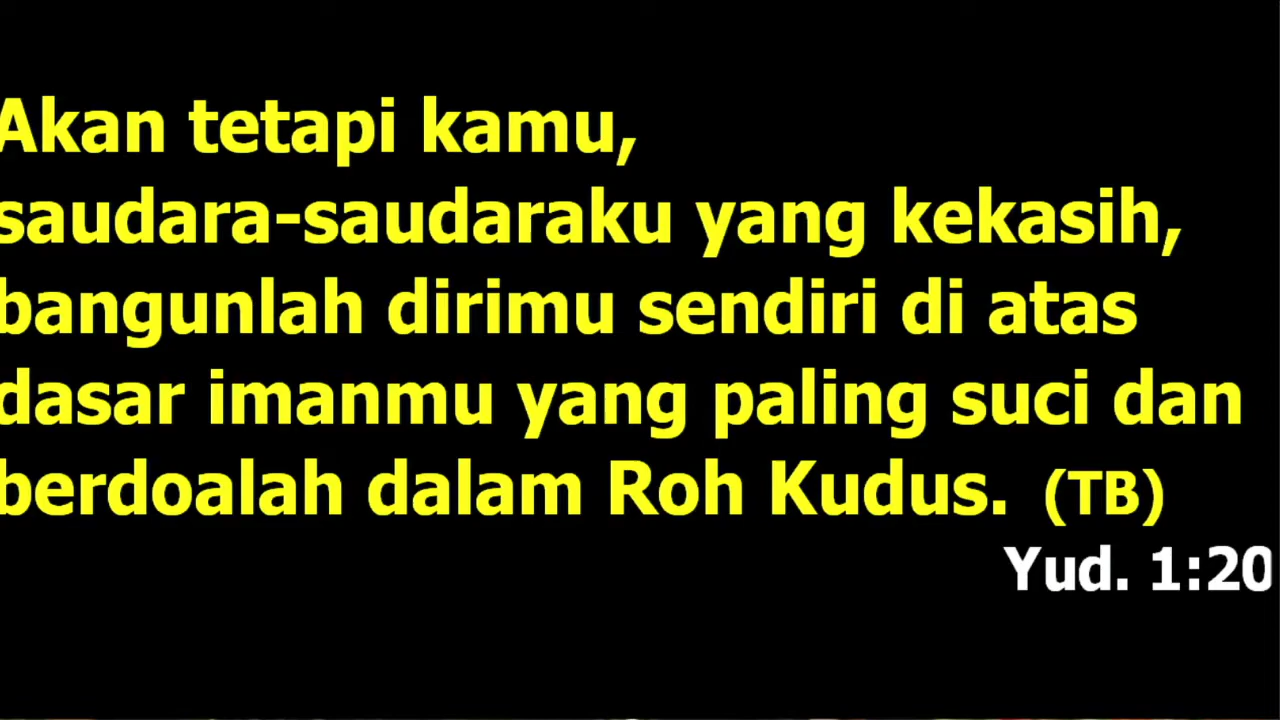 Akan tetapi kamu,
saudara-saudaraku yang kekasih,
bangunlah dirimu sendiri di atas
dasar imanmu yang paling suci dan
berdoalah dalam Roh Kudus. (TB)
Yud. 1:20